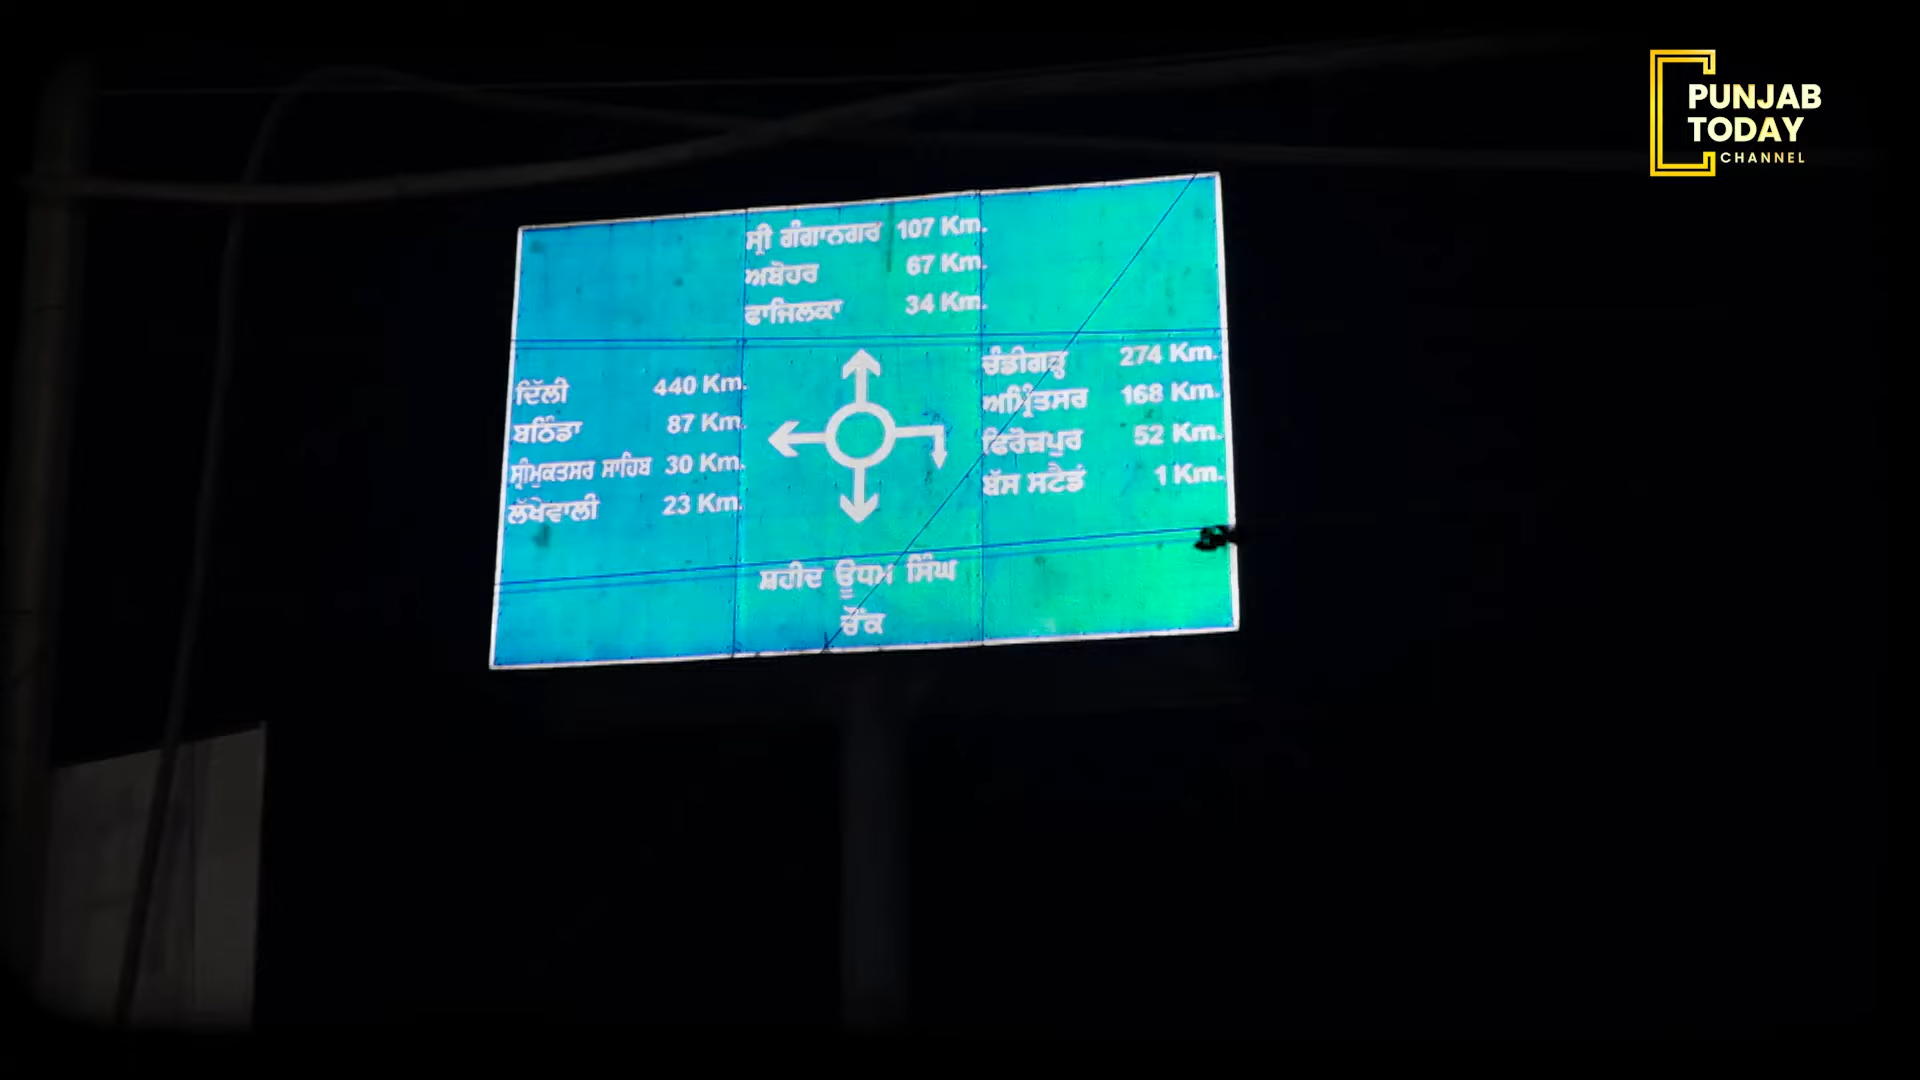 PUNJAB
TODAY
CHANNEL
ਸ੍ਰੀ ਗੰਗਾਨਗਰ 107 Km.
ਅਬੋਹਰ 67 Km.
ਫਾਜਿਲਕਾ 34 Km.
ਦਿੱਲੀ 440 Km.
ਬਠਿੰਡਾ 87 Km.
ਸ੍ਰੀਮੁਕਤਸਰ ਸਾਹਿਬ 30 Km.
ਲੱਖੇਵਾਲੀ 23 Km.
ਚੰਡੀਗੜ੍ਹ 274 Km.
ਅਮ੍ਰਿੰਤਸਰ 168 Km.
ਫਿਰੋਜ਼ਪੁਰ 52 Km.
ਬੱਸ ਸਟੈਡਂ 1 Km.
ਸ਼ਹੀਦ ਊਧਮ ਸਿੰਘ
ਚੌਂਕ